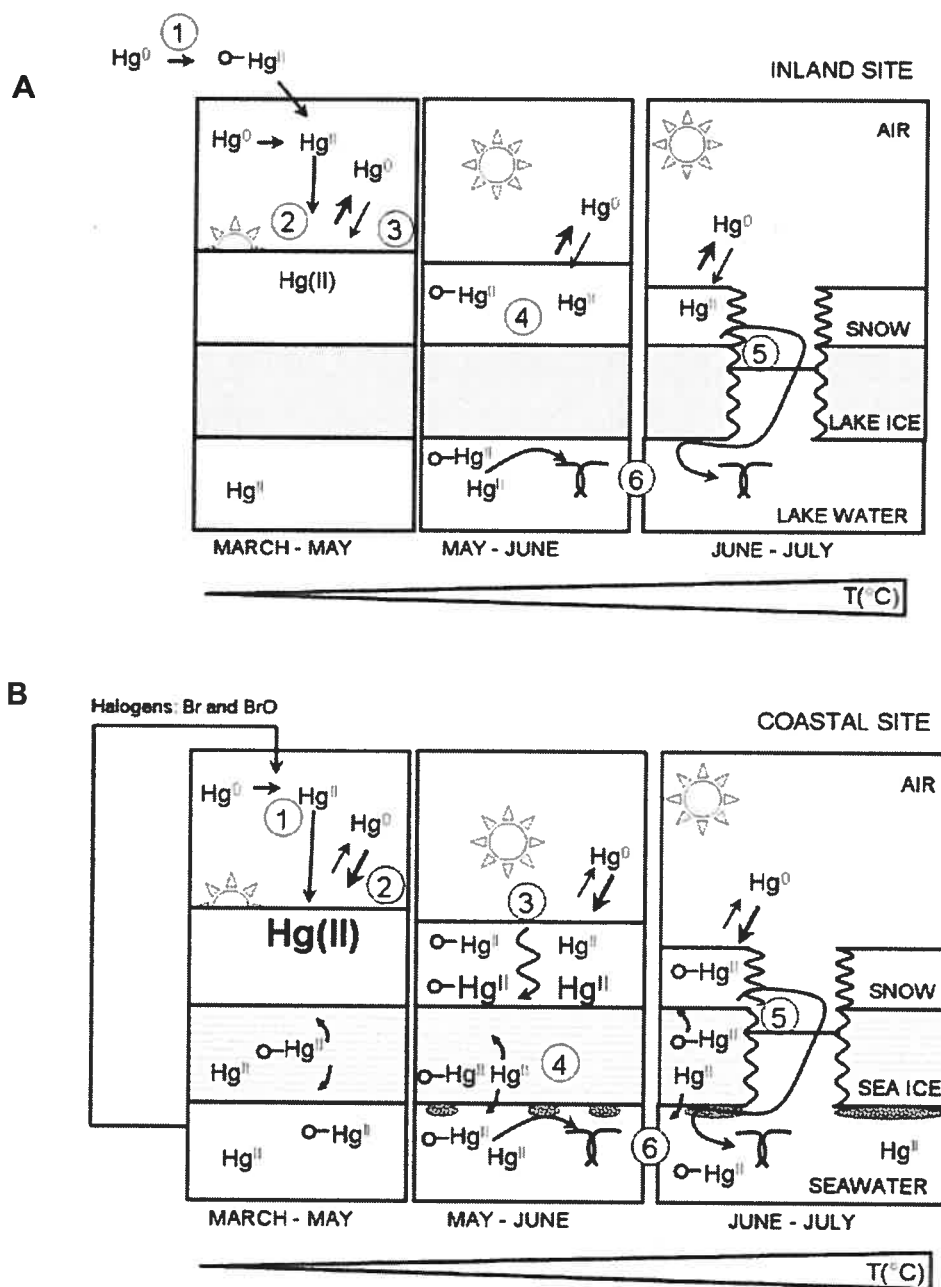 1
Hg⁰ → Hgᴵᴵ
A
INLAND SITE
Hg⁰ → Hgᴵᴵ
Hg⁰
2
3
Hg(II)
Hgᴵᴵ
MARCH - MAY
Hg⁰
Hgᴵᴵ
4
Hgᴵᴵ
Hgᴵᴵ
Hgᴵᴵ
6
MAY - JUNE
AIR
Hg⁰
Hgᴵᴵ
SNOW
5
LAKE ICE
LAKE WATER
JUNE - JULY
T(°C)
B
Halogens: Br and BrO
COASTAL SITE
Hg⁰ → Hgᴵᴵ
1
Hg⁰
2
Hg(II)
Hgᴵᴵ
Hgᴵᴵ
Hgᴵᴵ
Hgᴵᴵ
MARCH - MAY
Hg⁰
3
Hgᴵᴵ Hgᴵᴵ
Hgᴵᴵ Hgᴵᴵ
4
Hgᴵᴵ Hgᴵᴵ
Hgᴵᴵ
Hgᴵᴵ
6
MAY - JUNE
AIR
Hg⁰
Hgᴵᴵ
SNOW
5
Hgᴵᴵ
Hgᴵᴵ
SEA ICE
Hgᴵᴵ
Hgᴵᴵ
SEAWATER
JUNE - JULY
T(°C)